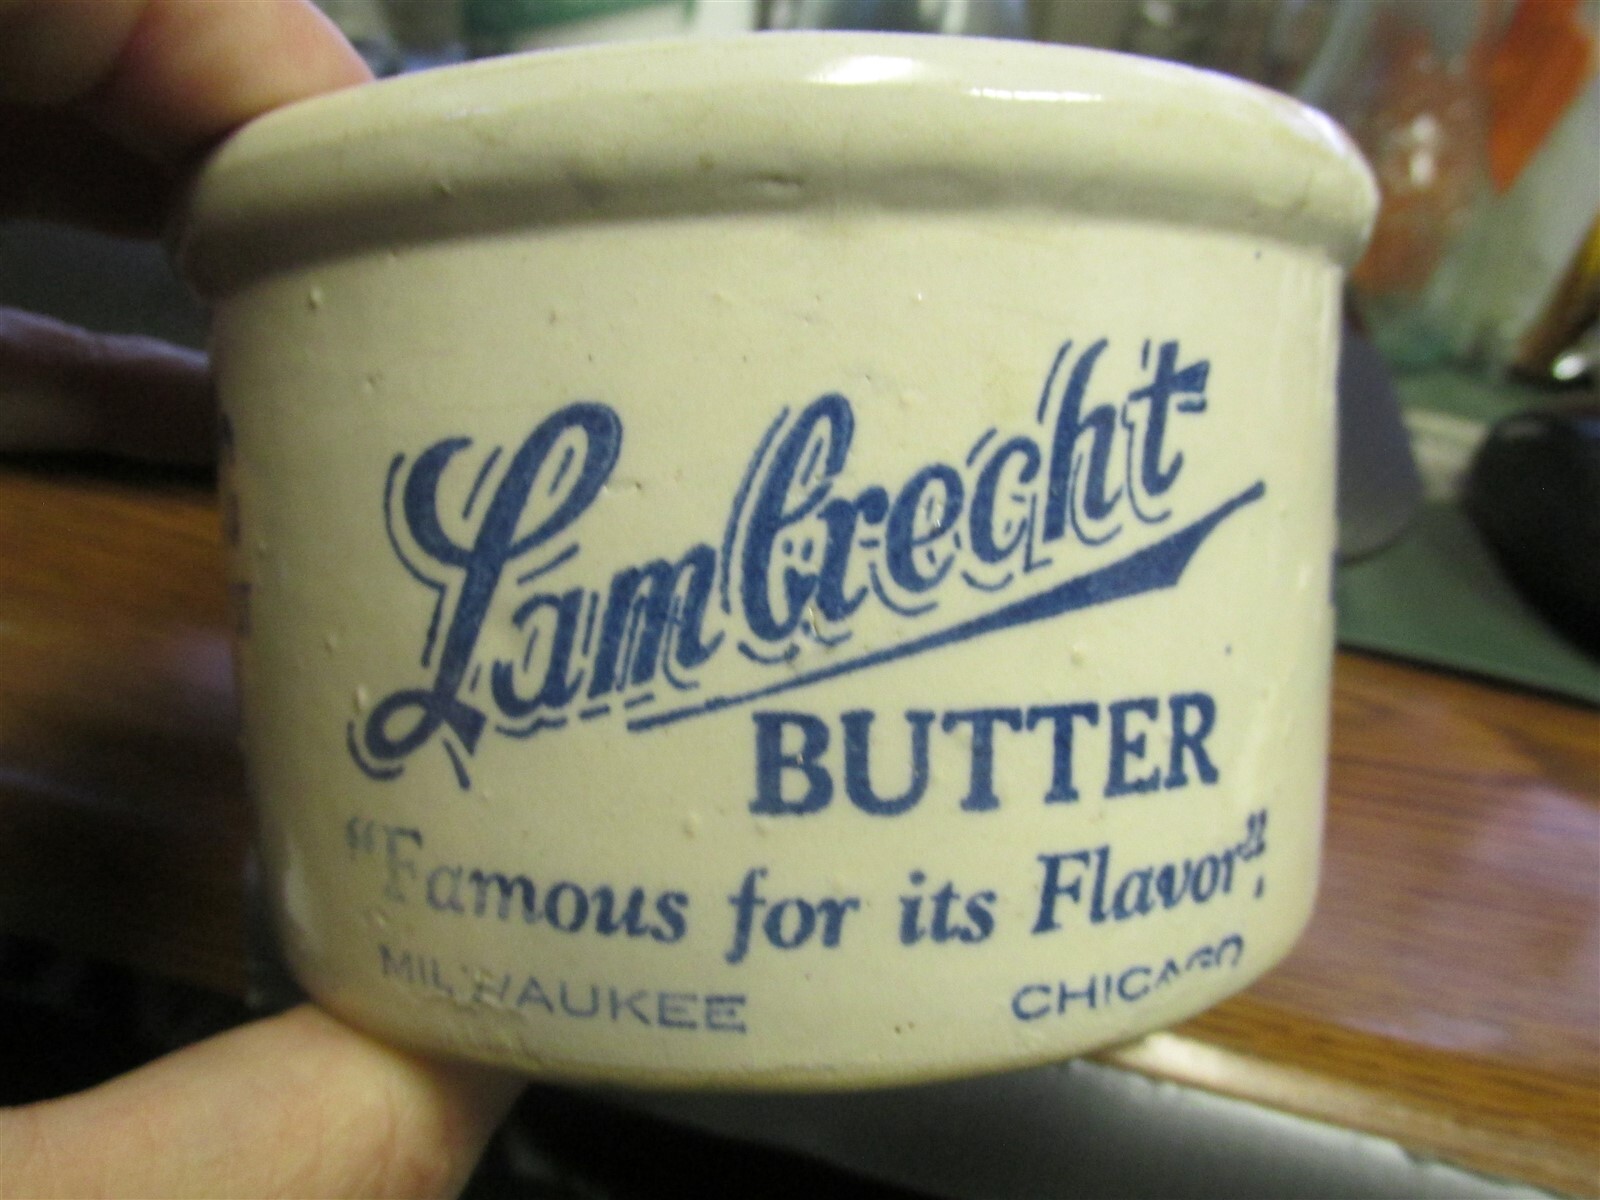 Lambrecht
BUTTER
"Famous for its Flavor"
MILWAUKEE CHICAGO